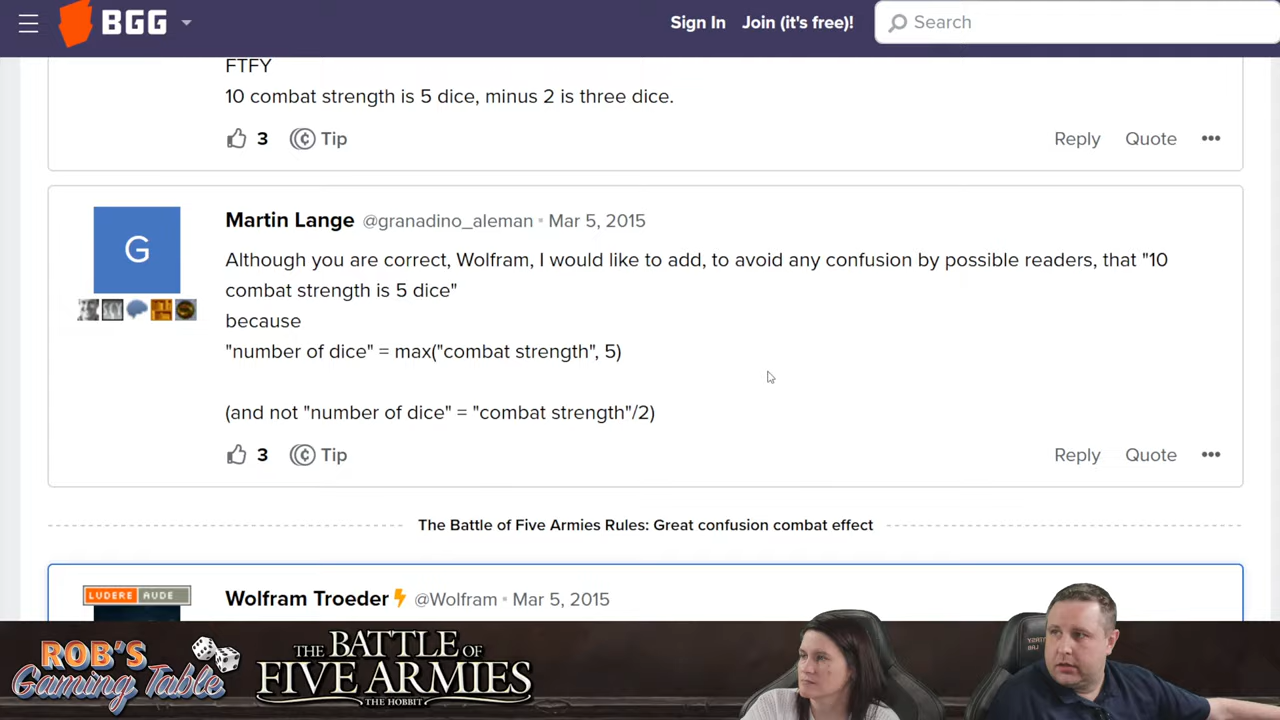 BGG
Sign In
Join (it's free)!
Search
FTFY
10 combat strength is 5 dice, minus 2 is three dice.
3
Tip
Reply
Quote
G
Martin Lange @granadino_aleman • Mar 5, 2015
Although you are correct, Wolfram, I would like to add, to avoid any confusion by possible readers, that "10
combat strength is 5 dice"
because
"number of dice" = max("combat strength", 5)
(and not "number of dice" = "combat strength"/2)
3
Tip
Reply
Quote
The Battle of Five Armies Rules: Great confusion combat effect
LUDERE AUDE
Wolfram Troeder @Wolfram • Mar 5, 2015
ROB'S
Gaming Table
THE BATTLE OF
FIVE ARMIES
THE HOBBIT